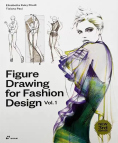 Elisabetta Kuky Drudi
Tiziana Paci
Figure
Drawing
for Fashion
Design Vol. 1